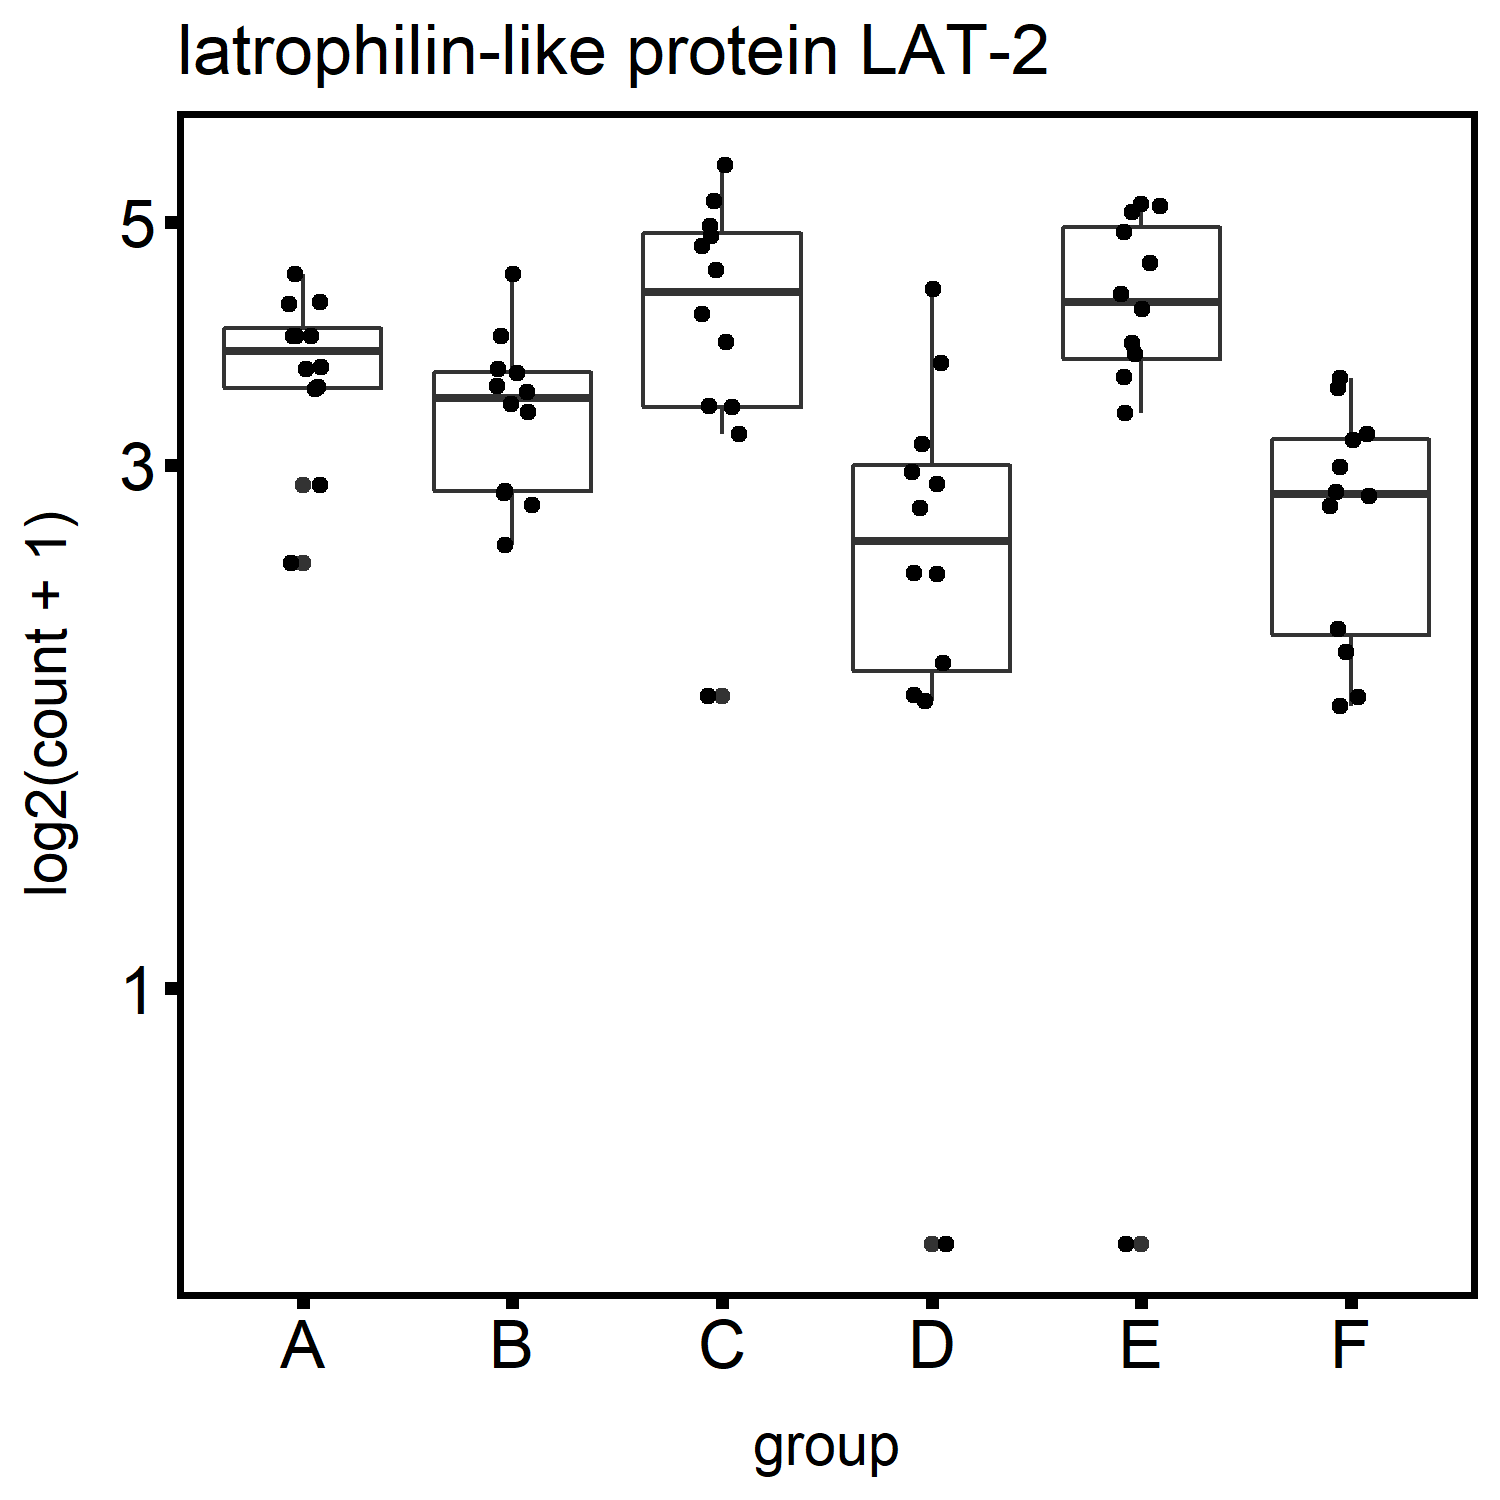 latrophilin-like protein LAT-2
5
3
1
log2(count + 1)
A B C D E F
group